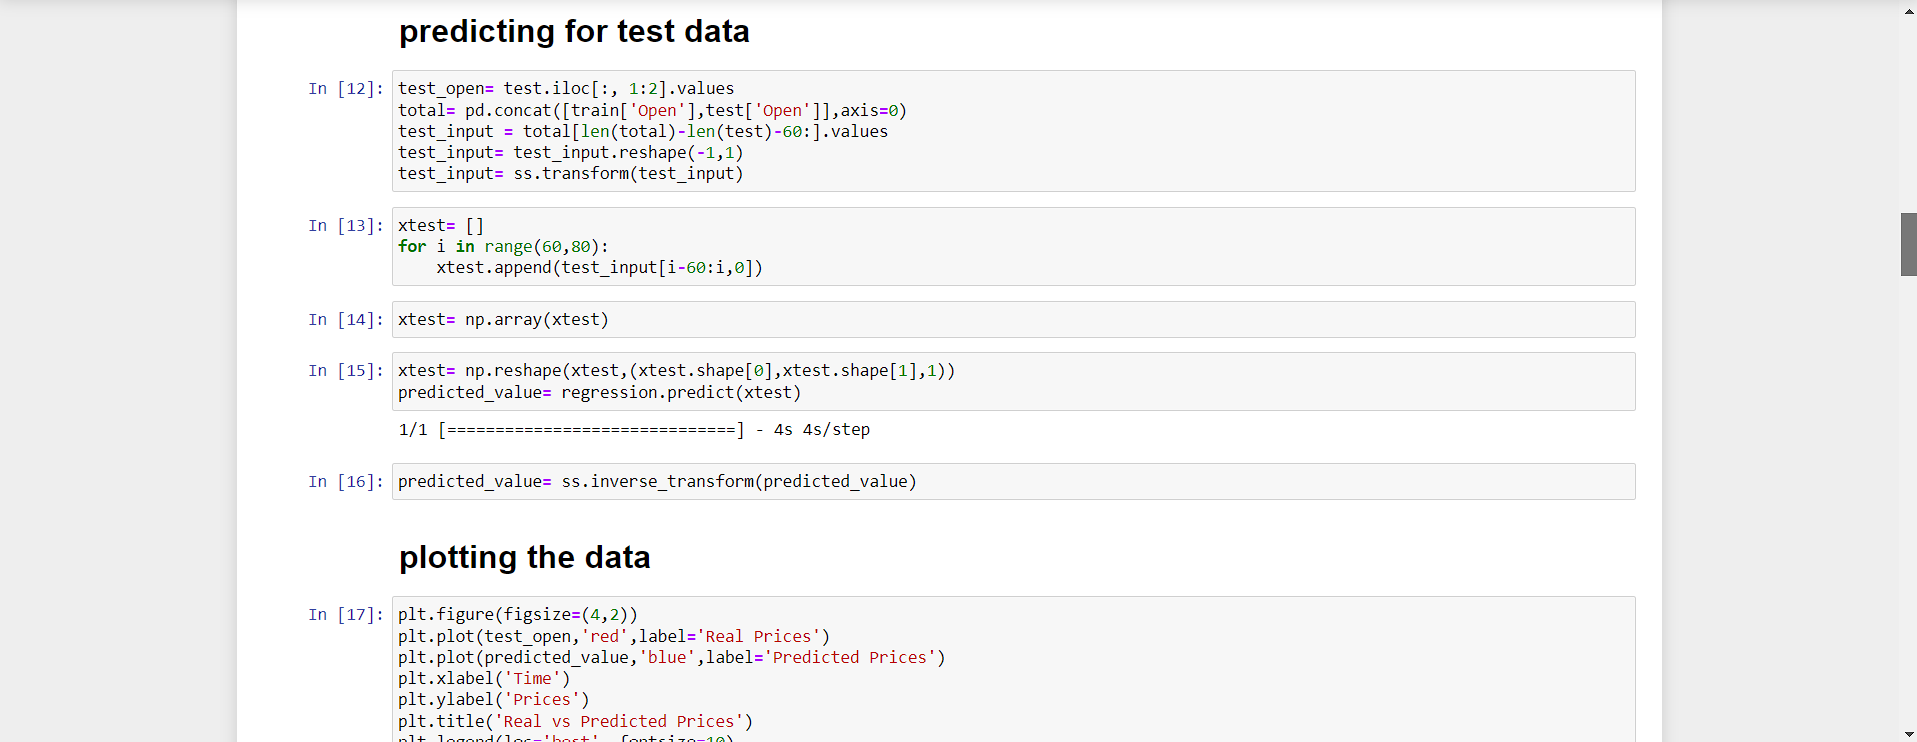 predicting for test data
In [12]: test_open= test.iloc[:, 1:2].values
total= pd.concat([train['Open'],test['Open']],axis=0)
test_input = total[len(total)-len(test)-60:].values
test_input= test_input.reshape(-1,1)
test_input= ss.transform(test_input)
In [13]: xtest= []
for i in range(60,80):
    xtest.append(test_input[i-60:i,0])
In [14]: xtest= np.array(xtest)
In [15]: xtest= np.reshape(xtest,(xtest.shape[0],xtest.shape[1],1))
predicted_value= regression.predict(xtest)
1/1 [==============================] - 4s 4s/step
In [16]: predicted_value= ss.inverse_transform(predicted_value)
plotting the data
In [17]: plt.figure(figsize=(4,2))
plt.plot(test_open,'red',label='Real Prices')
plt.plot(predicted_value,'blue',label='Predicted Prices')
plt.xlabel('Time')
plt.ylabel('Prices')
plt.title('Real vs Predicted Prices')
plt.legend(loc='best', fontsize=10)